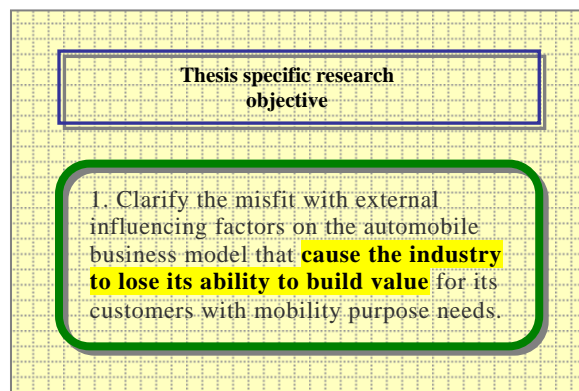 Thesis specific research
objective
1. Clarify the misfit with external
influencing factors on the automobile
business model that cause the industry
to lose its ability to build value for its
customers with mobility purpose needs.